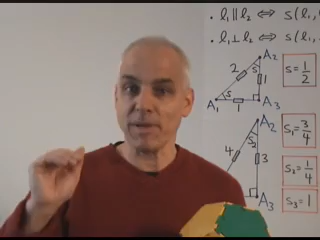 • l₁ ∥ l₂ ⇔ s(l₁,
• l₁ ⊥ l₂ ⇔ s(l₁,
A₂
s
2
1
s
A₁
1
A₃
s = 1/2
A₂
s₂
4
3
A₃
s₁ = 3/4
s₂ = 1/4
s₃ = 1